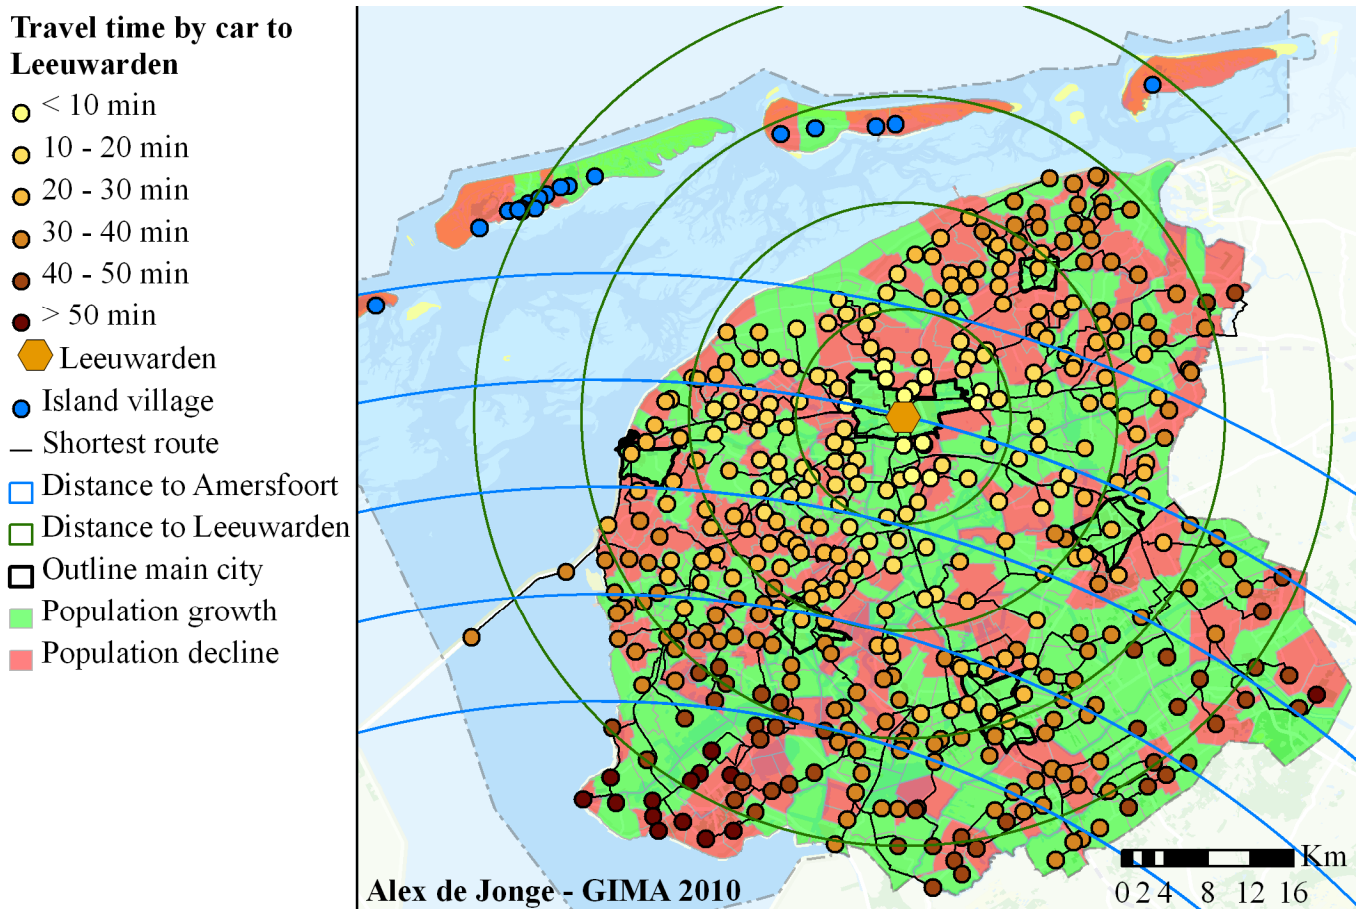 Travel time by car to
Leeuwarden
< 10 min
10 - 20 min
20 - 30 min
30 - 40 min
40 - 50 min
> 50 min
Leeuwarden
Island village
Shortest route
Distance to Amersfoort
Distance to Leeuwarden
Outline main city
Population growth
Population decline
Alex de Jonge - GIMA 2010
Km
0 2 4 8 12 16